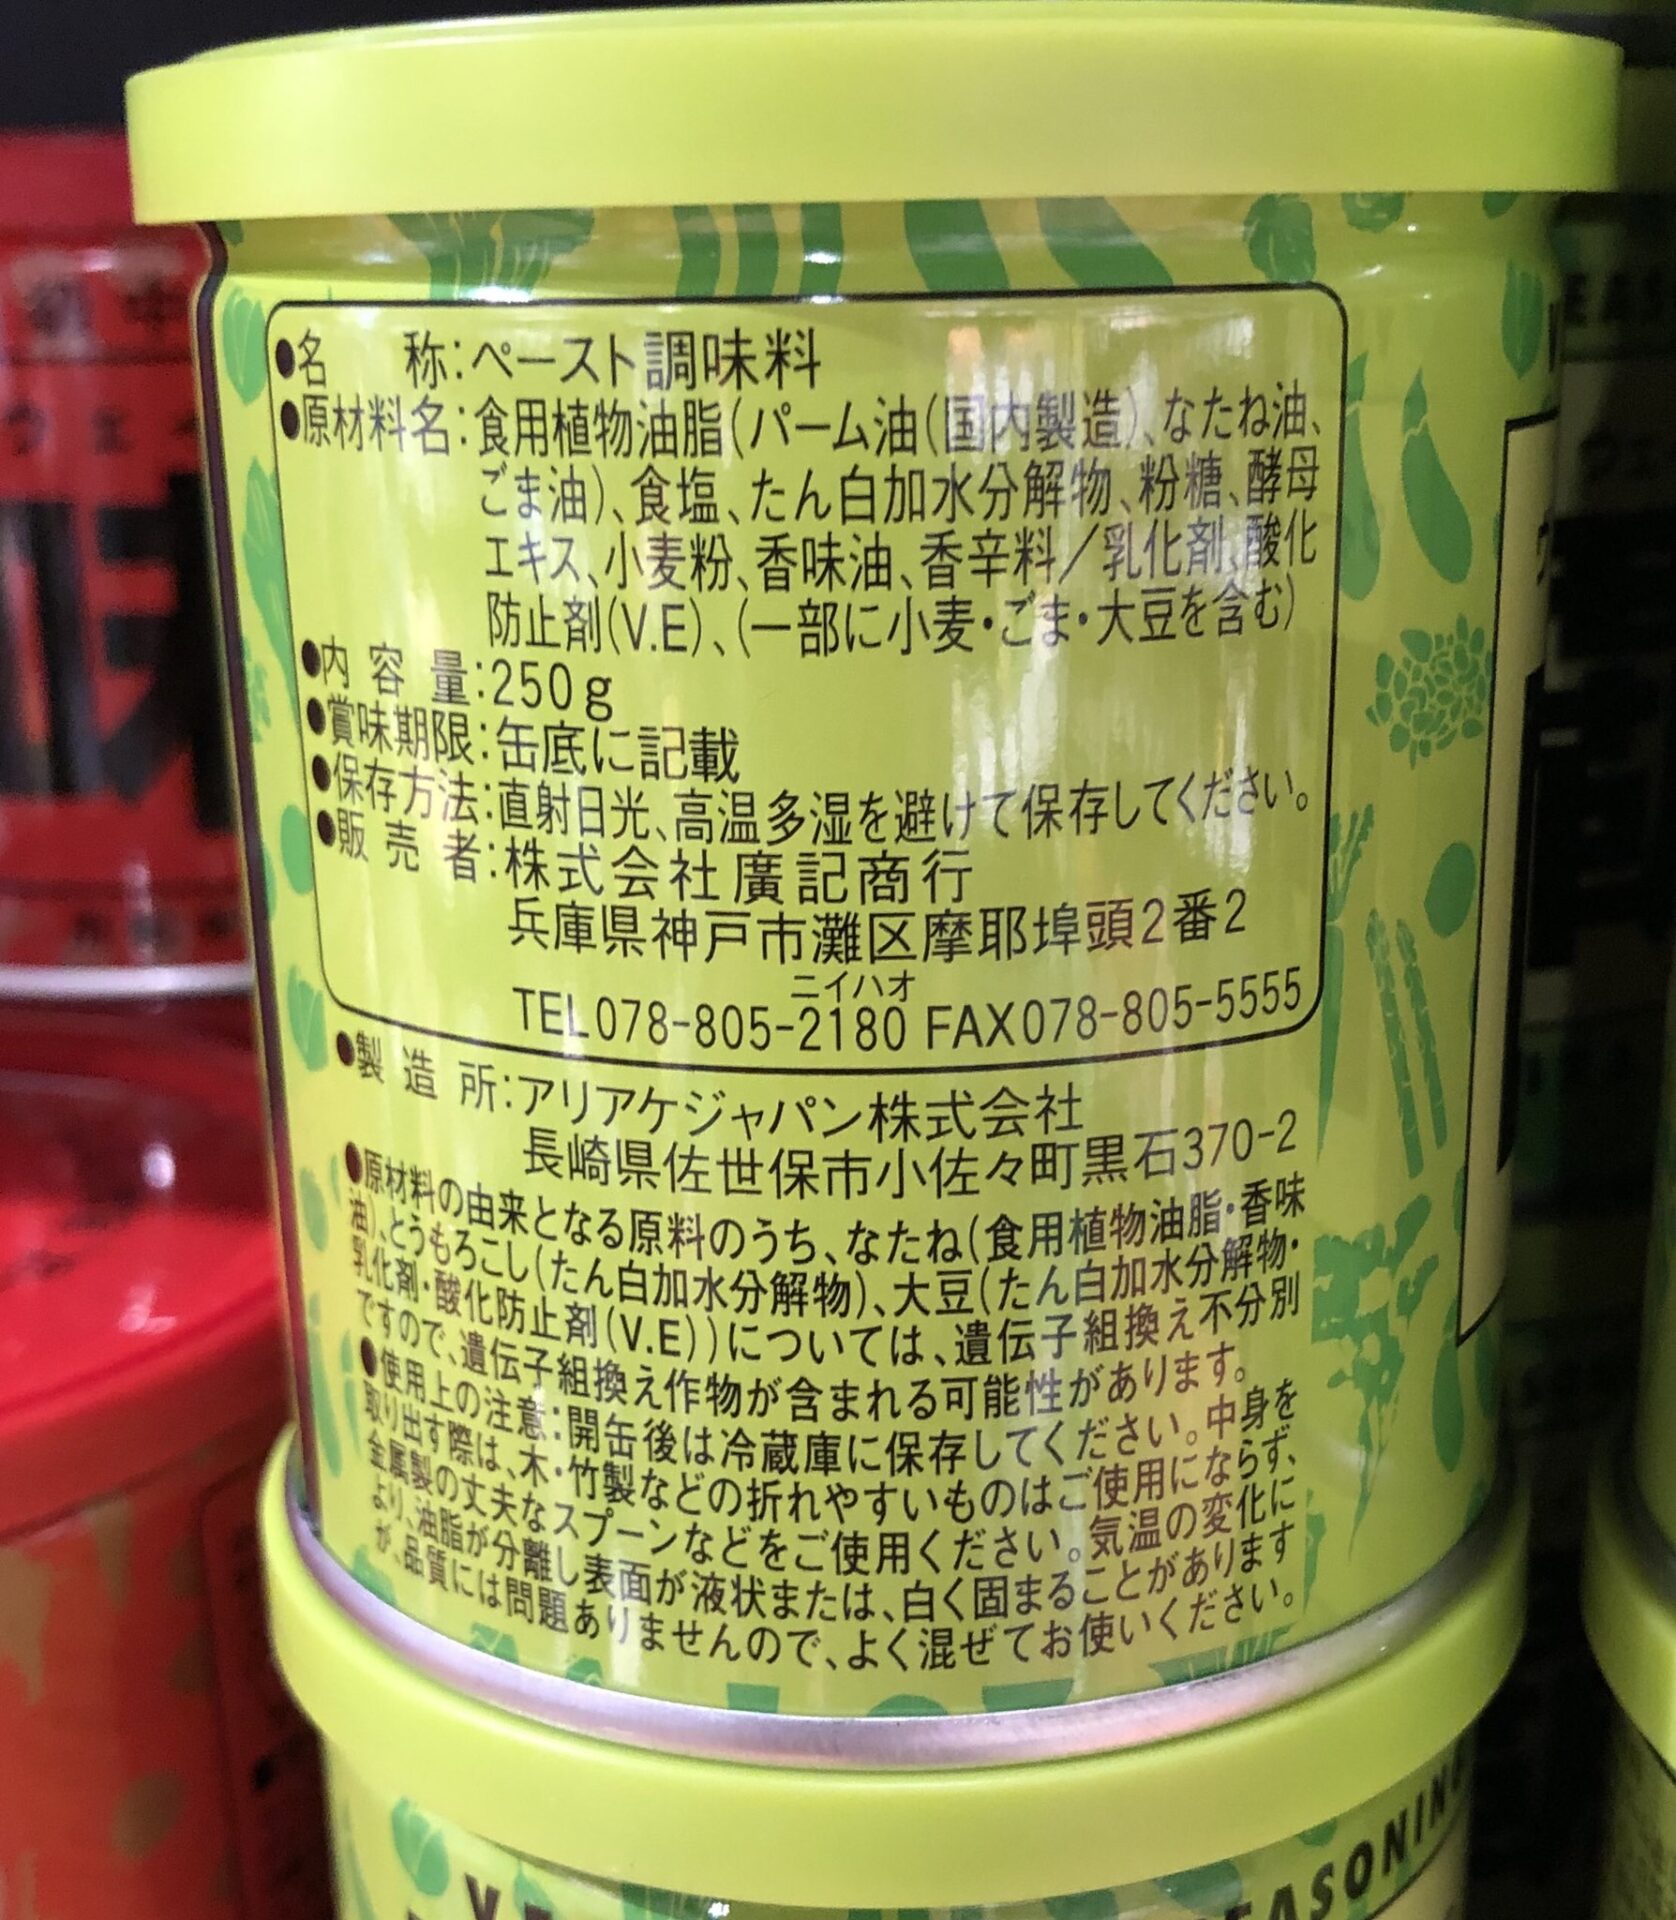 ●名　　称：ペースト調味料
●原材料名：食用植物油脂（パーム油（国内製造）、なたね油、
ごま油）、食塩、たん白加水分解物、粉糖、酵母
エキス、小麦粉、香味油、香辛料／乳化剤、酸化
防止剤（V.E）、（一部に小麦・ごま・大豆を含む）
●内 容 量：250g
●賞味期限：缶底に記載
●保存方法：直射日光、高温多湿を避けて保存してください。
●販 売 者：株式会社廣記商行
兵庫県神戸市灘区摩耶埠頭2番2
ニイハオ
TEL078-805-2180 FAX078-805-5555
●製 造 所：アリアケジャパン株式会社
長崎県佐世保市小佐々町黒石370-2
●原材料の由来となる原料のうち、なたね（食用植物油脂・香味
油）、とうもろこし（たん白加水分解物）、大豆（たん白加水分解物・
乳化剤・酸化防止剤（V.E））については、遺伝子組換え不分別
ですので、遺伝子組換え作物が含まれる可能性があります。
●使用上の注意：開缶後は冷蔵庫に保存してください。中身を
取り出す際は、木・竹製などの折れやすいものはご使用にならず、
金属製の丈夫なスプーンなどをご使用ください。気温の変化に
より、油脂が分離し表面が液状または、白く固まることがあります
が、品質には問題ありませんので、よく混ぜてお使いください。